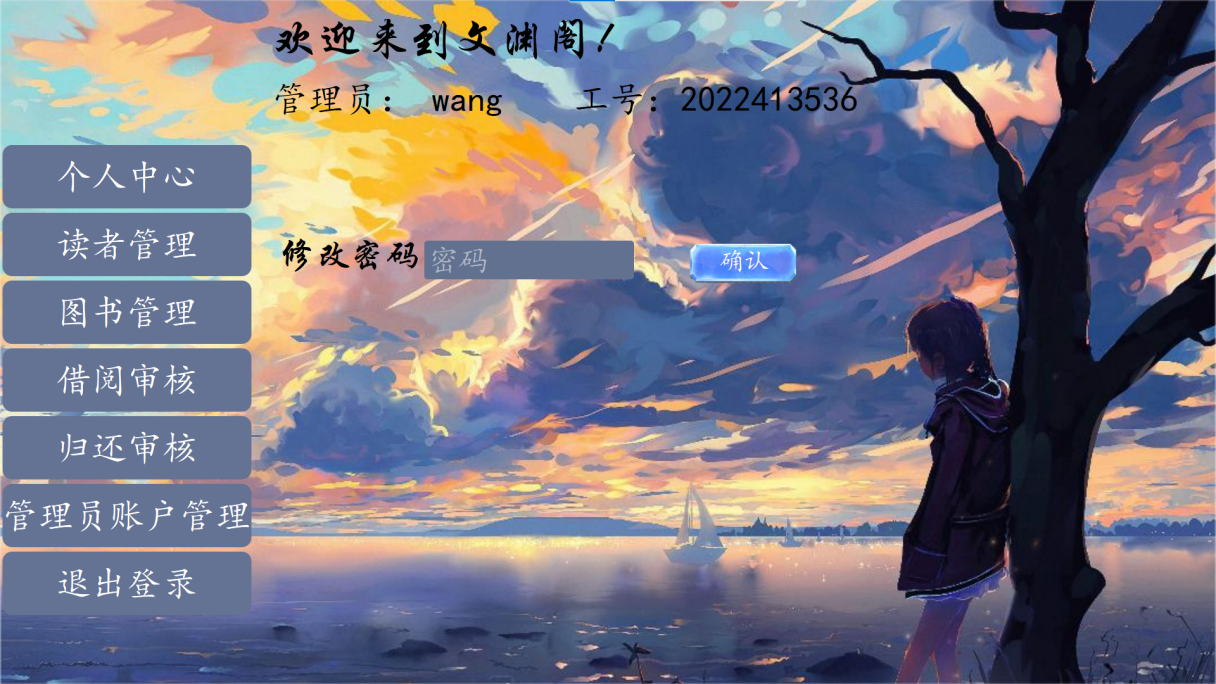 欢迎来到文渊阁!
管理员： wang 工号：2022413536
个人中心
读者管理
修改密码 密码 确认
图书管理
借阅审核
归还审核
管理员账户管理
退出登录